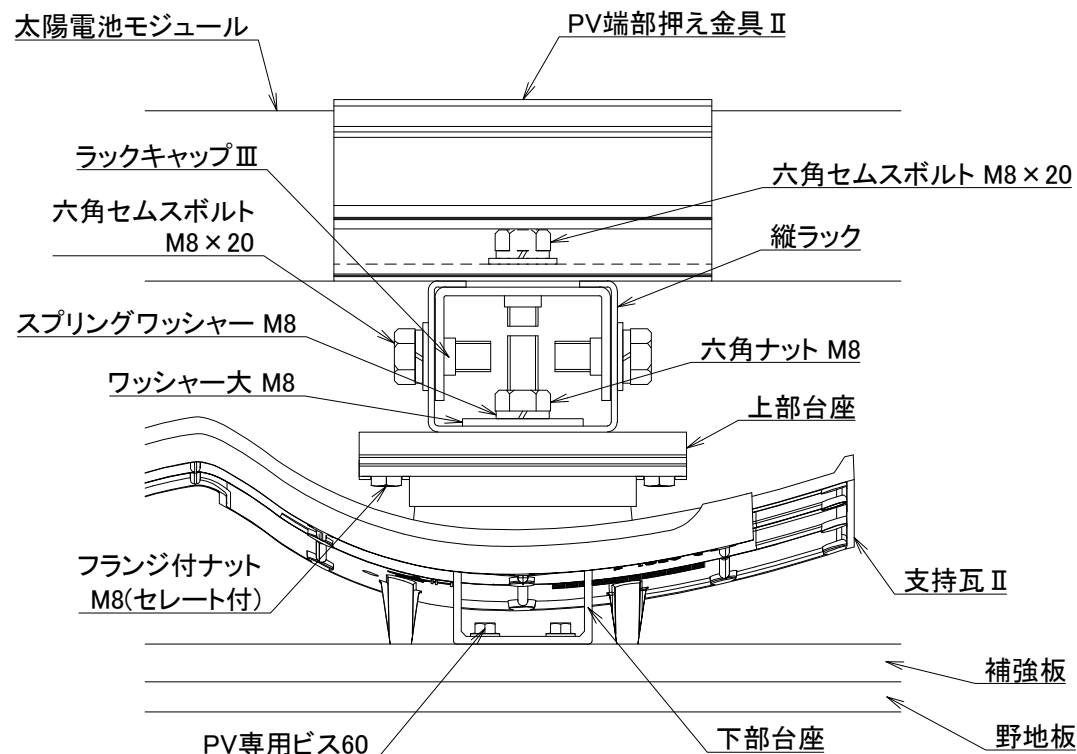 太陽電池モジュール
PV端部押え金具Ⅱ
ラックキャップⅢ
六角セムスボルト M8×20
六角セムスボルト
M8×20
縦ラック
スプリングワッシャー M8
六角ナット M8
ワッシャー大 M8
上部台座
フランジ付ナット
M8(セレート付)
支持瓦Ⅱ
補強板
PV専用ビス60
下部台座
野地板